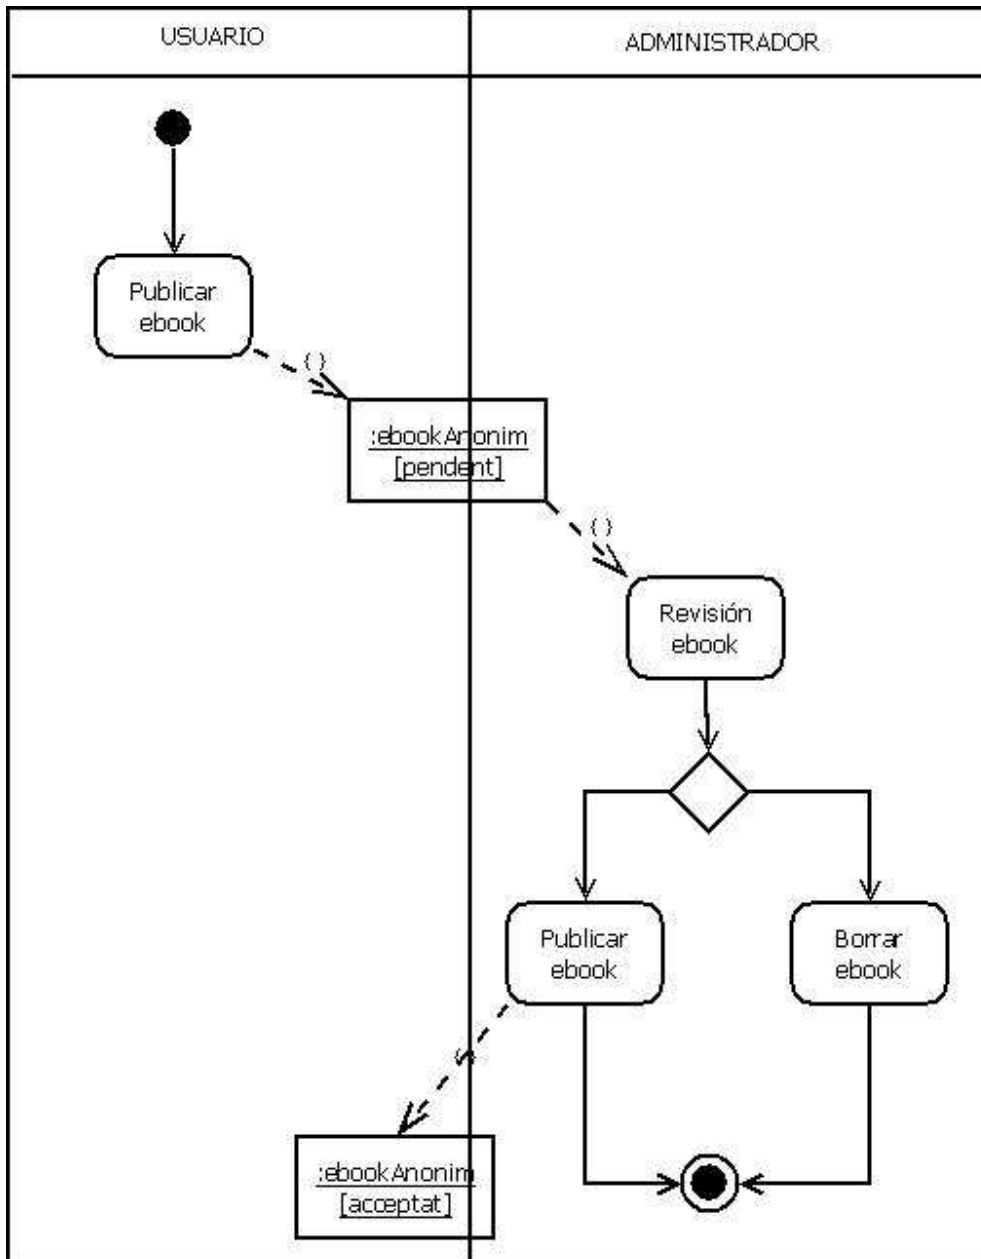 USUARIO
ADMINISTRADOR
Publicar
ebook
{ }
:ebookAnonim
[pendent]
{ }
Revisión
ebook
Publicar
ebook
Borrar
ebook
:ebookAnonim
[acceptat]